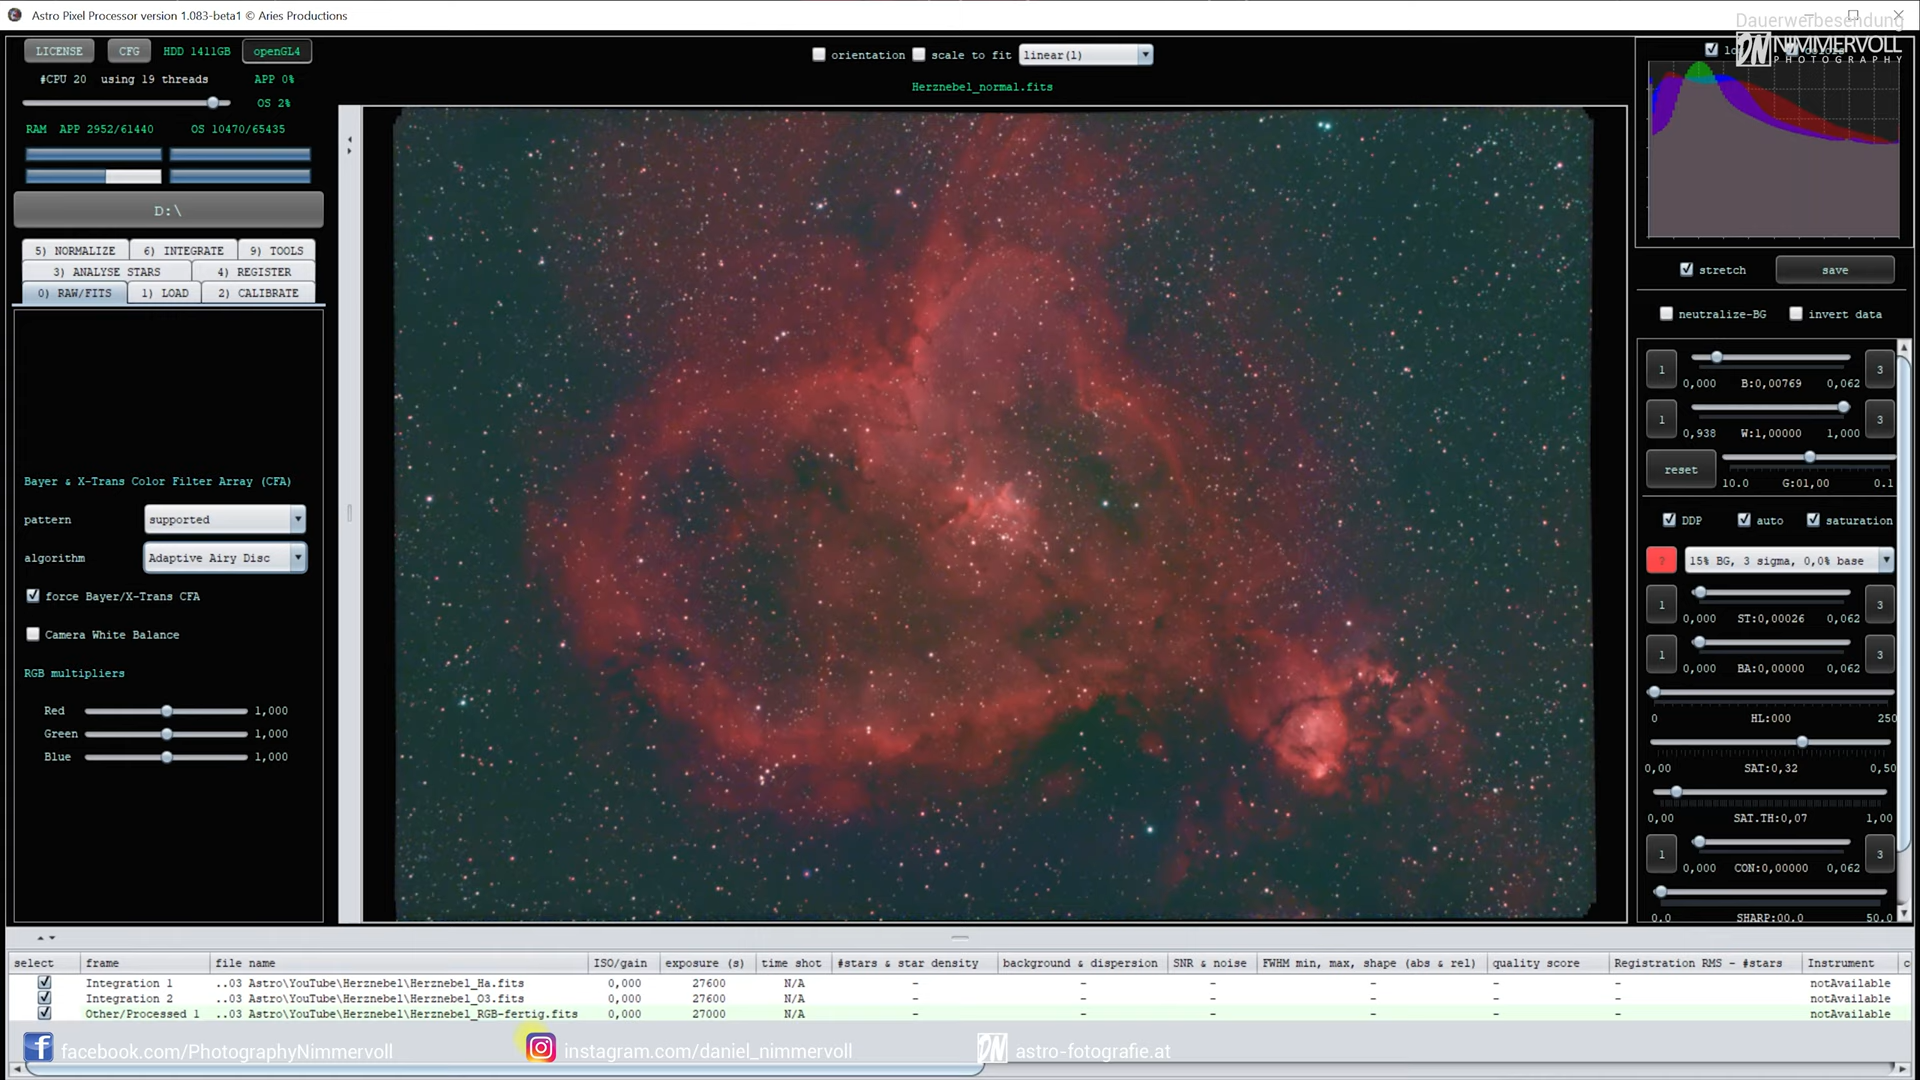 Astro Pixel Processor version 1.083-beta1 © Aries Productions
Dauerwerbesendung
NIMMERVOLL
PHOTOGRAPHY
LICENSE CFG HDD 1411GB openGL4
#CPU 20 using 19 threads APP 0%
OS 2%
RAM APP 2952/61440 OS 10470/65435
D:\
5) NORMALIZE 6) INTEGRATE 9) TOOLS
3) ANALYSE STARS 4) REGISTER
0) RAW/FITS 1) LOAD 2) CALIBRATE
Bayer & X-Trans Color Filter Array (CFA)
pattern supported
algorithm Adaptive Airy Disc
force Bayer/X-Trans CFA
Camera White Balance
RGB multipliers
Red 1,000
Green 1,000
Blue 1,000
orientation scale to fit linear(l)
Herznebel_normal.fits
stretch save
neutralize-BG invert data
1 0,000 B:0,00769 0,062 3
1 0,938 W:1,00000 1,000 3
reset 10.0 G:01,00 0.1
DDP auto saturation
? 15% BG, 3 sigma, 0,0% base
1 0,000 ST:0,00026 0,062 3
1 0,000 BA:0,00000 0,062 3
0 HL:000 250
0,00 SAT:0,32 0,50
0,00 SAT.TH:0,07 1,00
1 0,000 CON:0,00000 0,062 3
0.0 SHARP:00.0 50.0
select frame file name ISO/gain exposure (s) time shot #stars & star density background & dispersion SNR & noise FWHM min, max, shape (abs & rel) quality score Registration RMS - #stars Instrument c
Integration 1 ..03 Astro\YouTube\Herznebel\Herznebel_Ha.fits 0,000 27600 N/A - - - - - - notAvailable
Integration 2 ..03 Astro\YouTube\Herznebel\Herznebel_O3.fits 0,000 27600 N/A - - - - - - notAvailable
Other/Processed 1 ..03 Astro\YouTube\Herznebel\Herznebel_RGB-fertig.fits 0,000 27000 N/A - - - - - - notAvailable
facebook.com/PhotographyNimmervoll instagram.com/daniel_nimmervoll astro-fotografie.at